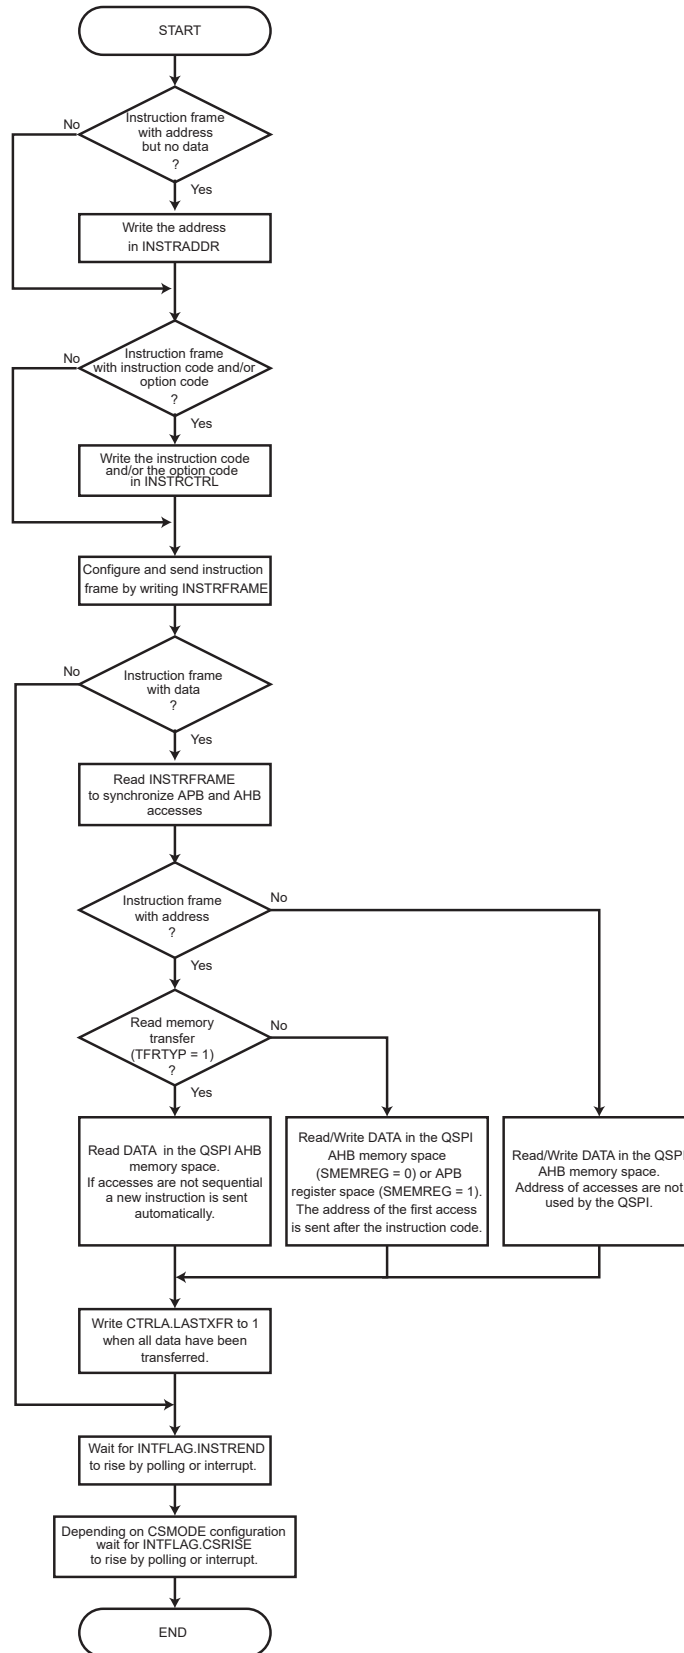 START
Instruction frame
with address
but no data
?
No
Yes
Write the address
in INSTRADDR
Instruction frame
with instruction code and/or
option code
?
No
Yes
Write the instruction code
and/or the option code
in INSTRCTRL
Configure and send instruction
frame by writing INSTRFRAME
Instruction frame
with data
?
No
Yes
Read INSTRFRAME
to synchronize APB and AHB
accesses
Instruction frame
with address
?
No
Yes
Read memory
transfer
(TFRTYP = 1)
?
No
Yes
Read DATA in the QSPI AHB
memory space.
If accesses are not sequential
a new instruction is sent
automatically.
Read/Write DATA in the QSPI
AHB memory space
(SMEMREG = 0) or APB
register space (SMEMREG = 1).
The address of the first access
is sent after the instruction code.
Read/Write DATA in the QSPI
AHB memory space.
Address of accesses are not
used by the QSPI.
Write CTRLA.LASTXFR to 1
when all data have been
transferred.
Wait for INTFLAG.INSTREND
to rise by polling or interrupt.
Depending on CSMODE configuration
wait for INTFLAG.CSRISE
to rise by polling or interrupt.
END